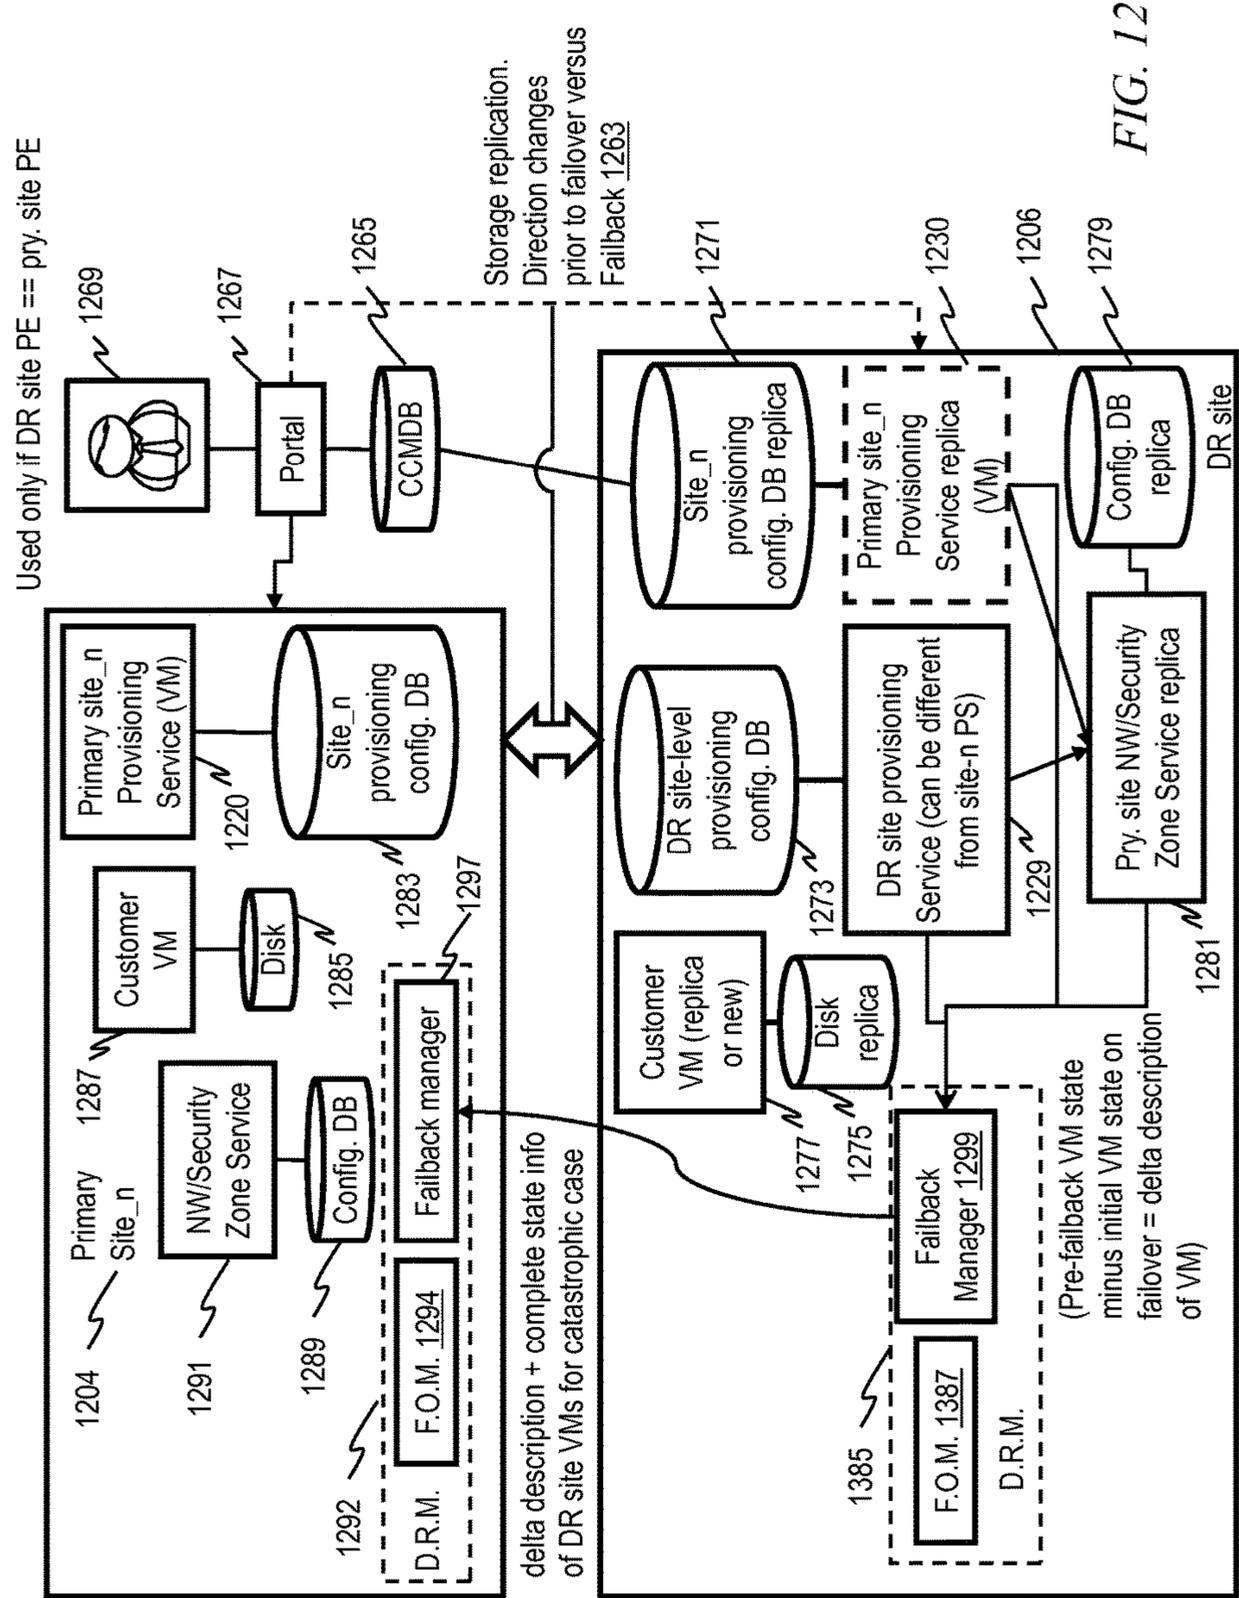 Used only if DR site PE == pry. site PE
1269
1267
1265
Portal
CCMDB
Storage replication.
Direction changes
prior to failover versus
Failback 1263
Primary
Site_n
1204
Primary site_n
Provisioning
Service (VM)
1220
Site_n
provisioning
config. DB
1283
Customer
VM
1287
Disk
1285
NW/Security
Zone Service
1291
Config. DB
1289
Failback manager
1297
F.O.M. 1294
D.R.M.
1292
delta description + complete state info
of DR site VMs for catastrophic case
Site_n
provisioning
config. DB replica
1271
Primary site_n
Provisioning
Service replica
(VM)
1230
1206
Config. DB
replica
1279
DR site
DR site-level
provisioning
config. DB
1273
DR site provisioning
Service (can be different
from site-n PS)
1229
Pry. site NW/Security
Zone Service replica
1281
Customer
VM (replica
or new)
1277
Disk
replica
1275
Failback
Manager 1299
F.O.M. 1387
D.R.M.
1385
(Pre-failback VM state
minus initial VM state on
failover = delta description
of VM)
FIG. 12